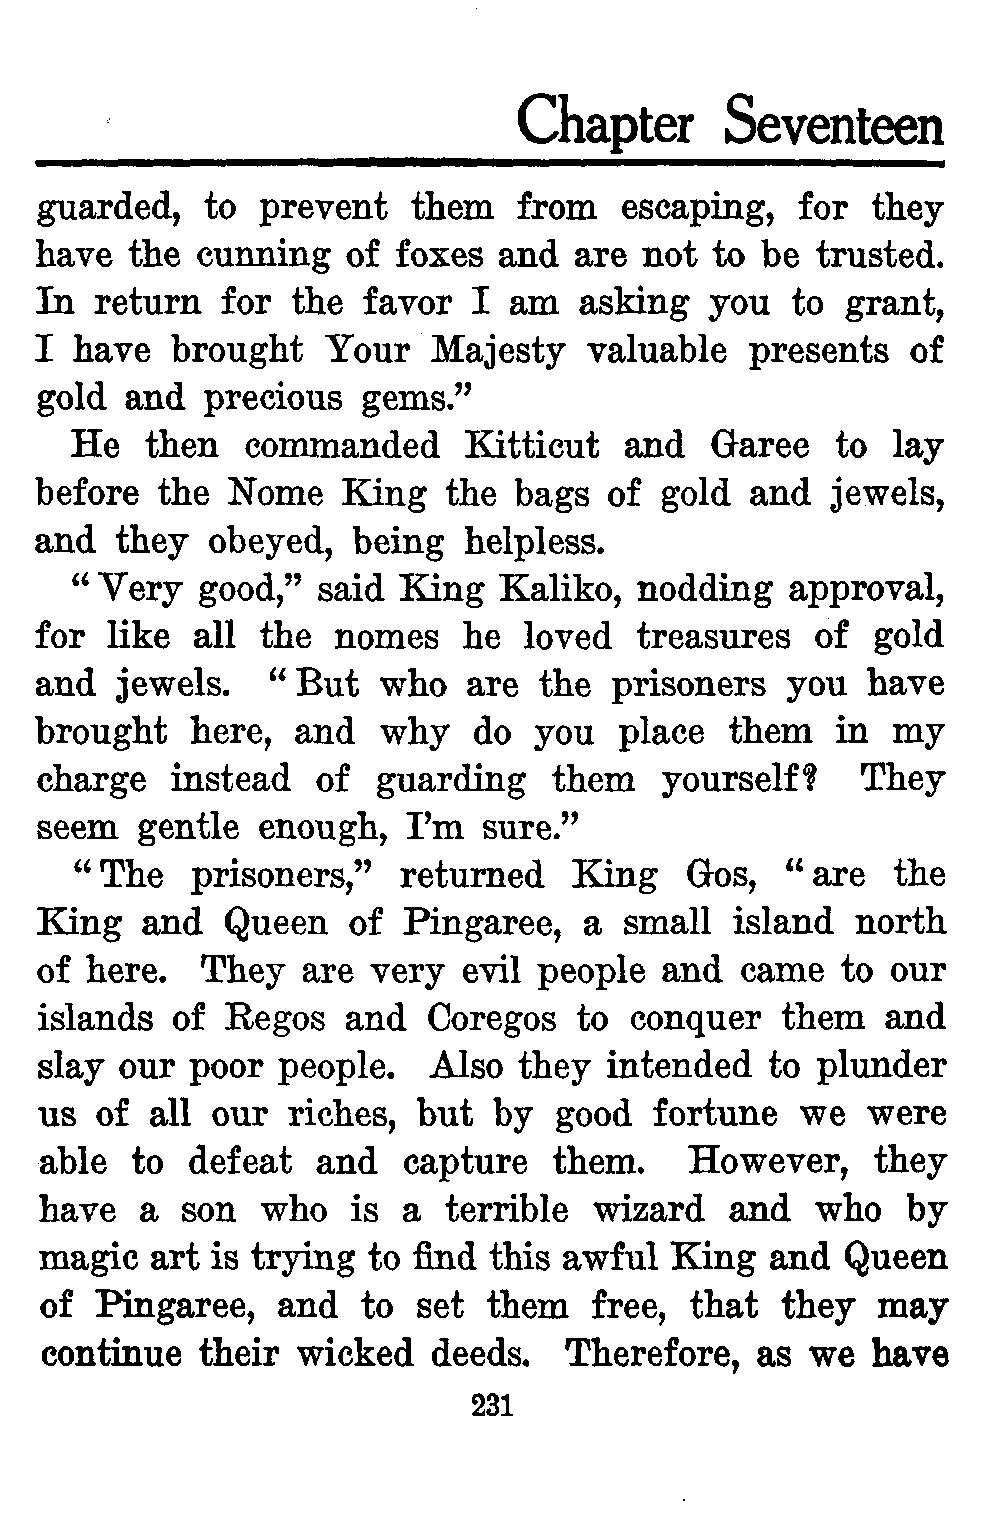 Chapter Seventeen
guarded, to prevent them from escaping, for they
have the cunning of foxes and are not to be trusted.
In return for the favor I am asking you to grant,
I have brought Your Majesty valuable presents of
gold and precious gems.”
He then commanded Kitticut and Garee to lay
before the Nome King the bags of gold and jewels,
and they obeyed, being helpless.
“ Very good,” said King Kaliko, nodding approval,
for like all the nomes he loved treasures of gold
and jewels. “ But who are the prisoners you have
brought here, and why do you place them in my
charge instead of guarding them yourself? They
seem gentle enough, I’m sure.”
“ The prisoners,” returned King Gos, “ are the
King and Queen of Pingaree, a small island north
of here. They are very evil people and came to our
islands of Regos and Coregos to conquer them and
slay our poor people. Also they intended to plunder
us of all our riches, but by good fortune we were
able to defeat and capture them. However, they
have a son who is a terrible wizard and who by
magic art is trying to find this awful King and Queen
of Pingaree, and to set them free, that they may
continue their wicked deeds. Therefore, as we have
231